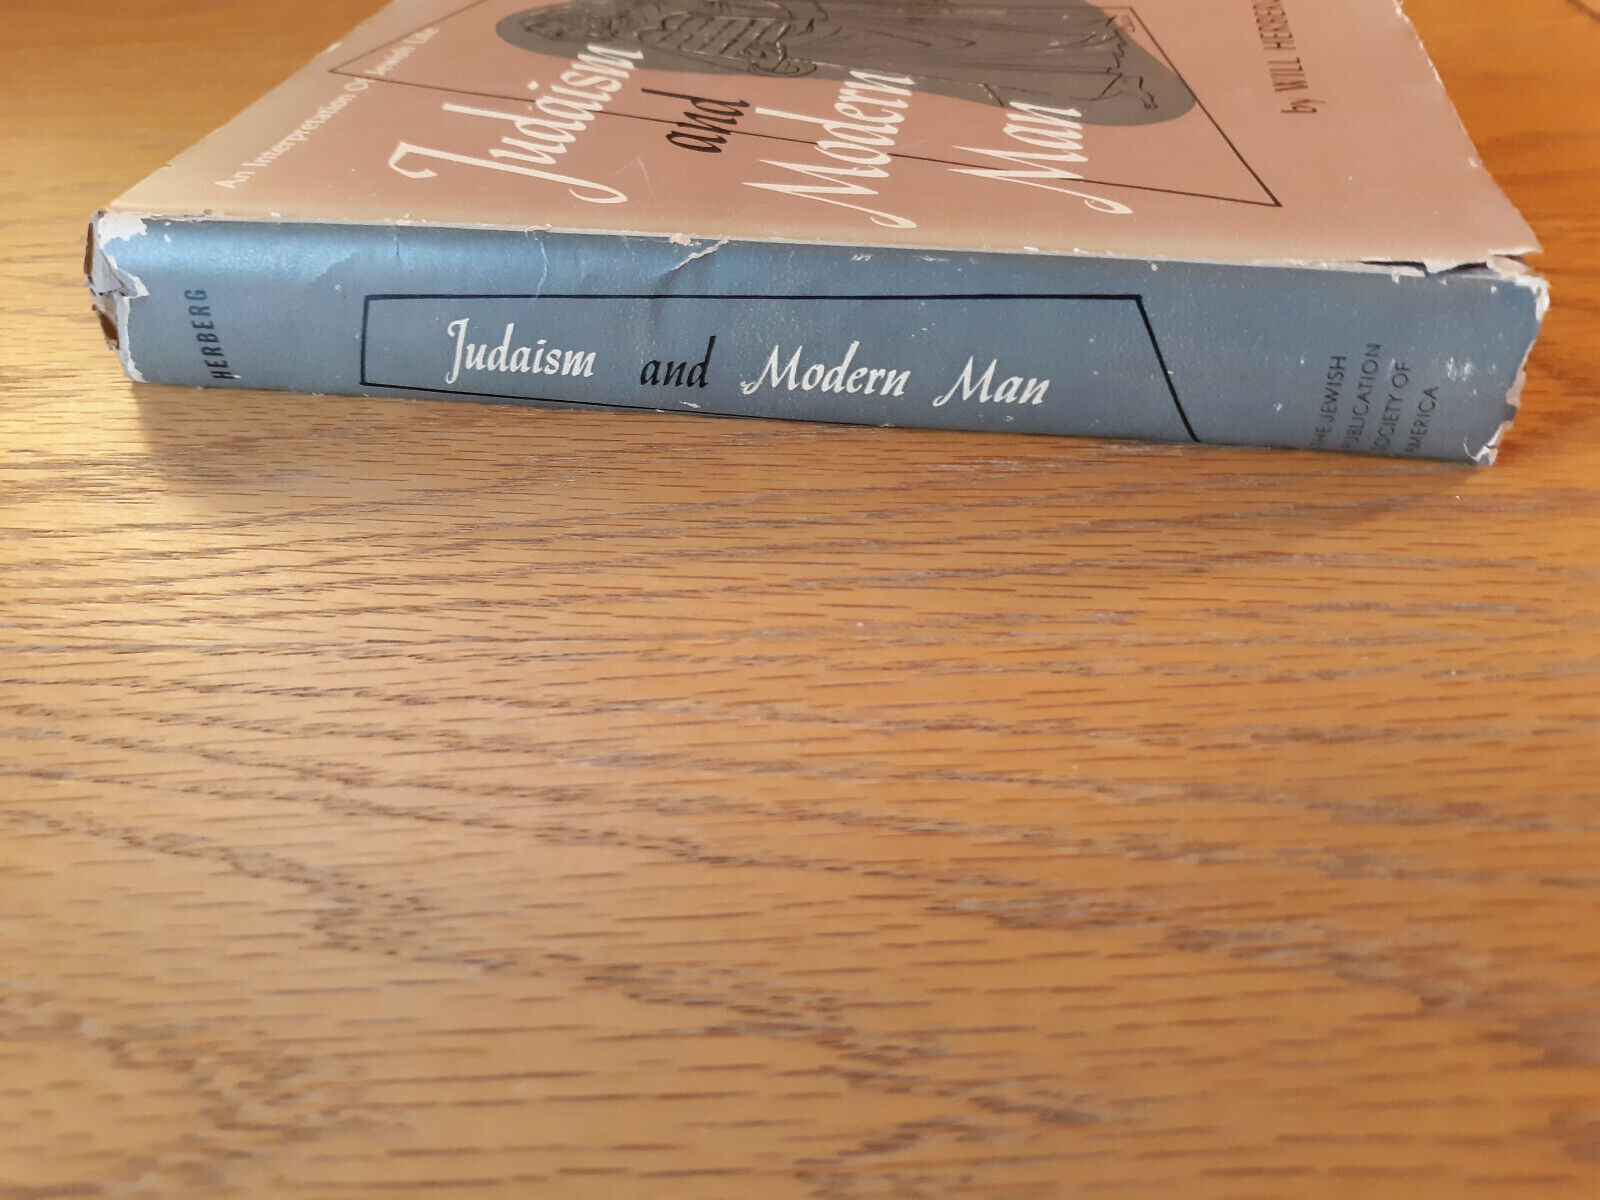 An Interpretation Of Jewish Life
Judaism
and
Modern
Man
by WILL HERBERG
HERBERG
Judaism and Modern Man
THE JEWISH
PUBLICATION
SOCIETY OF
AMERICA